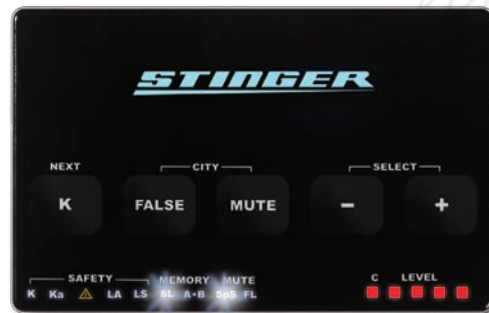 STINGER
NEXT CITY SELECT
K FALSE MUTE − +
SAFETY MEMORY MUTE C LEVEL
K Ka ⚠ LA LS SL A+B SpS FL